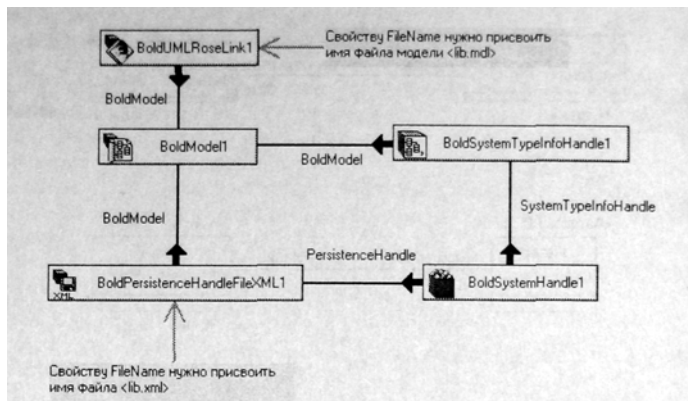 BoldUMLRoseLink1
Свойству FileName нужно присвоить
имя файла модели <lib.mdl>
BoldModel
BoldModel1
BoldModel
BoldSystemTypeInfoHandle1
BoldModel
SystemTypeInfoHandle
PersistenceHandle
XML
BoldPersistenceHandleFileXML1
BoldSystemHandle1
Свойству FileName нужно присвоить
имя файла <lib.xml>